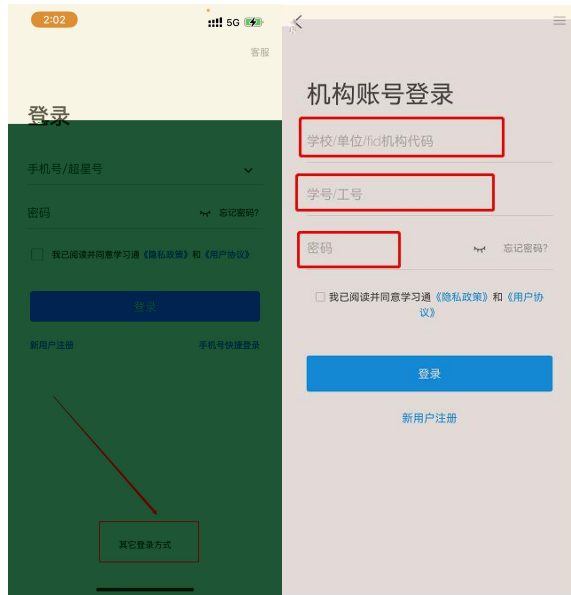 2:02
5G
客服
登录
手机号/超星号
密码
忘记密码?
我已阅读并同意学习通《隐私政策》和《用户协议》
登录
新用户注册
手机号快捷登录
其它登录方式
机构账号登录
学校/单位/fid机构代码
学号/工号
密码
忘记密码?
我已阅读并同意学习通《隐私政策》和《用户协
议》
登录
新用户注册